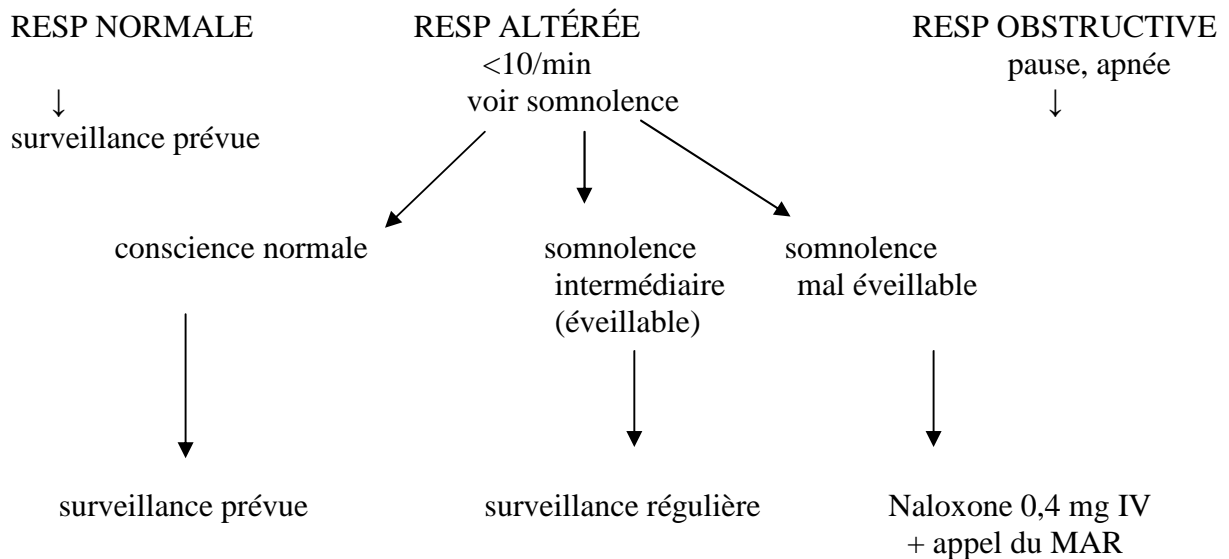 RESP NORMALE RESP ALTÉRÉE RESP OBSTRUCTIVE
<10/min pause, apnée
↓ voir somnolence ↓
surveillance prévue
conscience normale somnolence somnolence
intermédiaire mal éveillable
(éveillable)
surveillance prévue surveillance régulière Naloxone 0,4 mg IV
+ appel du MAR